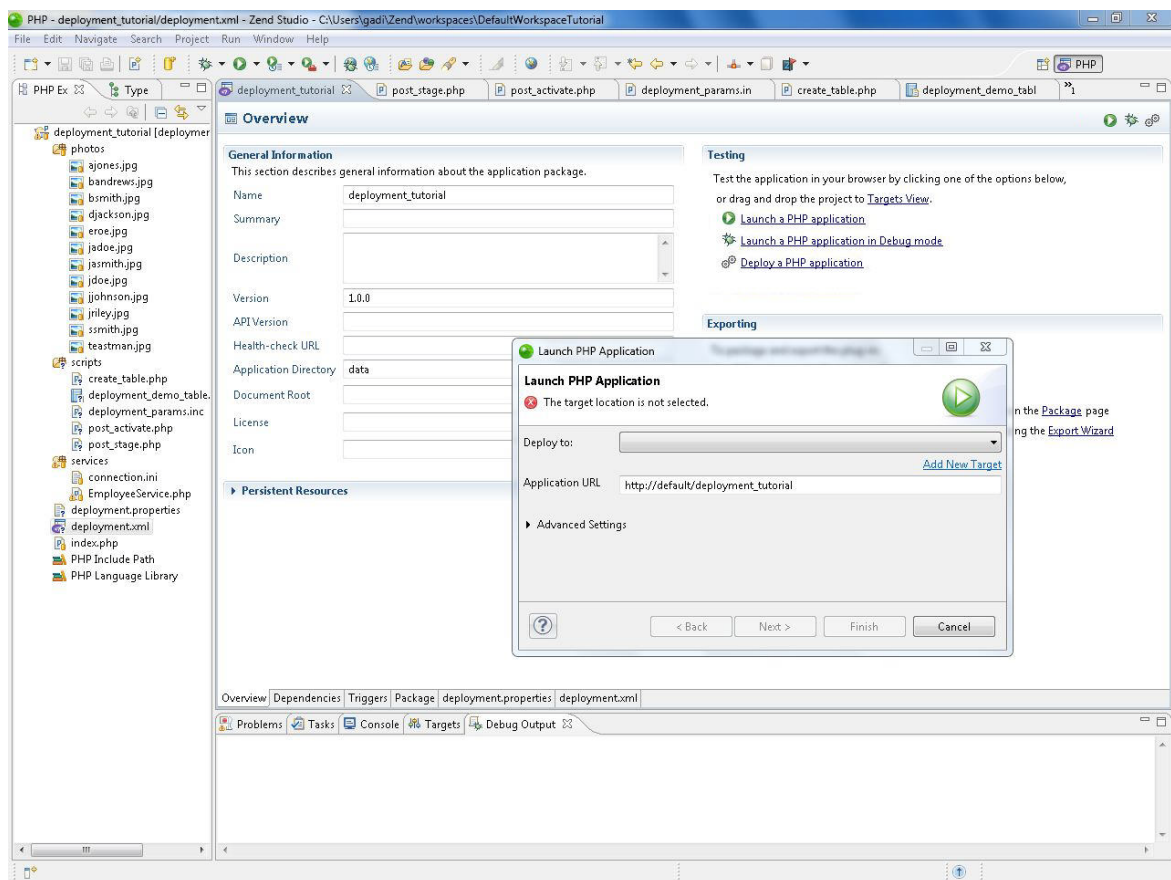 PHP - deployment_tutorial/deployment.xml - Zend Studio - C:\Users\gadi\Zend\workspaces\DefaultWorkspaceTutorial
File Edit Navigate Search Project Run Window Help
PHP
PHP Ex Type
deployment_tutorial post_stage.php post_activate.php deployment_params.in create_table.php deployment_demo_tabl »1
deployment_tutorial [deploymer
photos
ajones.jpg
bandrews.jpg
bsmith.jpg
djackson.jpg
eroe.jpg
jadoe.jpg
jasmith.jpg
jdoe.jpg
jjohnson.jpg
jriley.jpg
ssmith.jpg
teastman.jpg
scripts
create_table.php
deployment_demo_table.
deployment_params.inc
post_activate.php
post_stage.php
services
connection.ini
EmployeeService.php
deployment.properties
deployment.xml
index.php
PHP Include Path
PHP Language Library
Overview
General Information
This section describes general information about the application package.
Name deployment_tutorial
Summary
Description
Version 1.0.0
API Version
Health-check URL
Application Directory data
Document Root
License
Icon
Persistent Resources
Testing
Test the application in your browser by clicking one of the options below,
or drag and drop the project to Targets View.
Launch a PHP application
Launch a PHP application in Debug mode
Deploy a PHP application
Exporting
n the Package page
ng the Export Wizard
Launch PHP Application
Launch PHP Application
The target location is not selected.
Deploy to:
Add New Target
Application URL http://default/deployment_tutorial
Advanced Settings
? < Back Next > Finish Cancel
Overview Dependencies Triggers Package deployment.properties deployment.xml
Problems Tasks Console Targets Debug Output